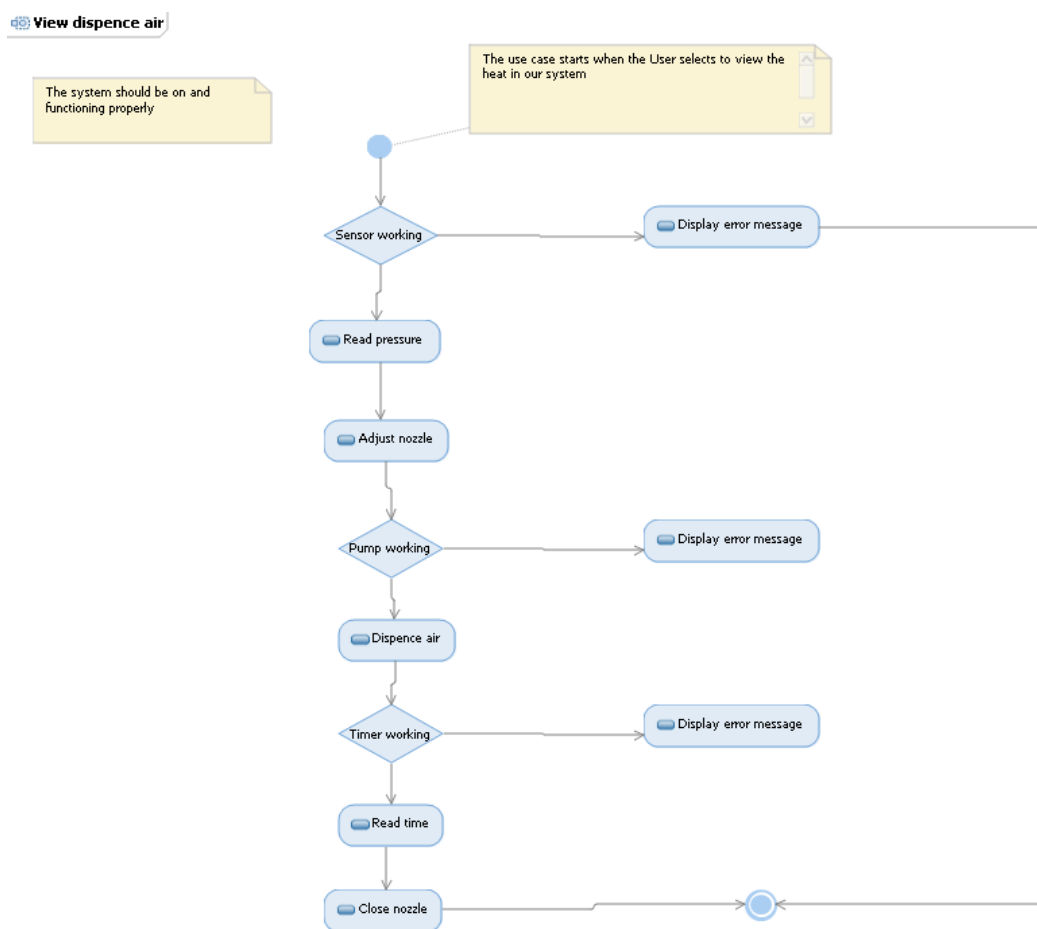 View dispence air
The use case starts when the User selects to view the
heat in our system
The system should be on and
functioning properly
Sensor working
Display error message
Read pressure
Adjust nozzle
Pump working
Display error message
Dispence air
Timer working
Display error message
Read time
Close nozzle